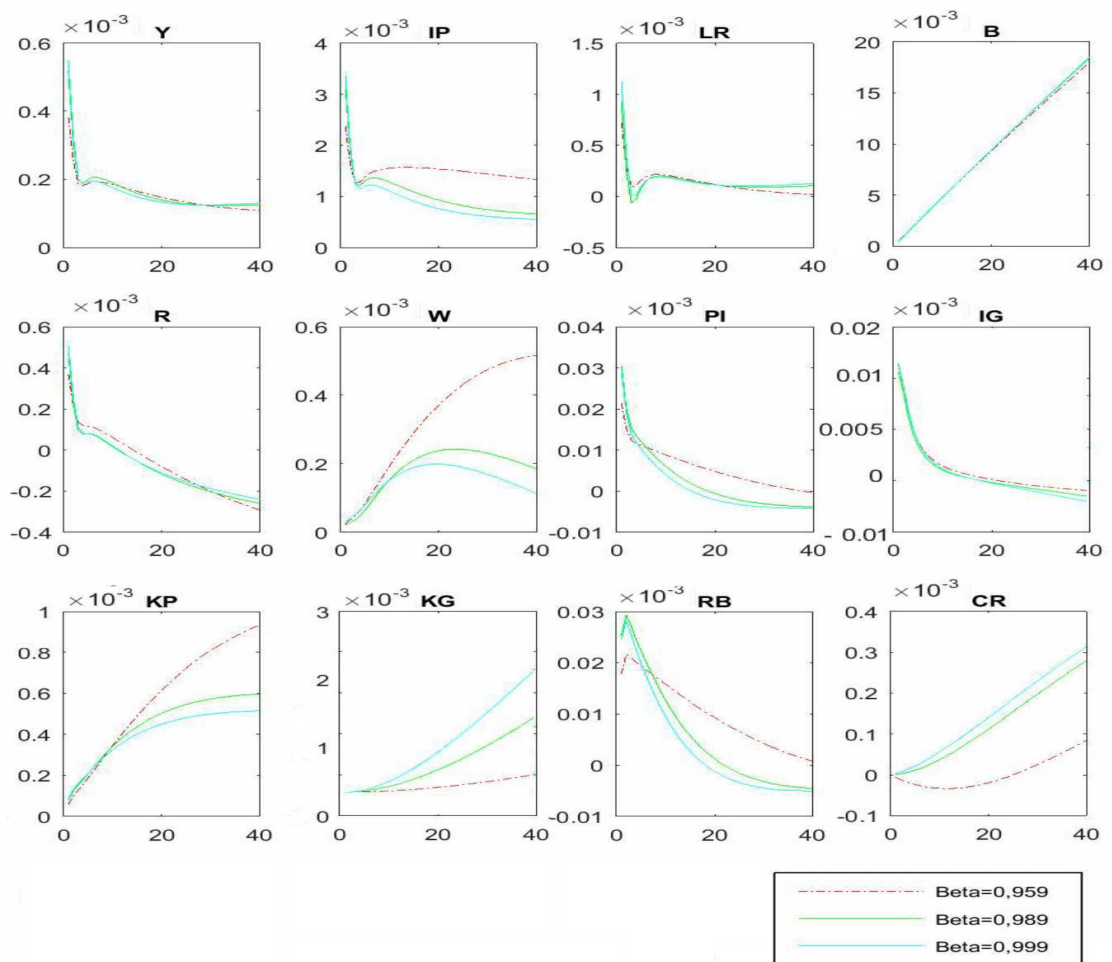 × 10⁻³ × 10⁻³ × 10⁻³ × 10⁻³
Y IP LR B
0.6 4 1.5 20
0.4 3 1 15
0.2 2 0.5 10
1 0 5
0 0 -0.5 0
0 20 40 0 20 40 0 20 40 0 20 40
× 10⁻³ × 10⁻³ × 10⁻³ × 10⁻³
R W PI IG
0.6 0.6 0.04 0.02
0.4 0.03 0.01
0.2 0.4 0.02 0.005
0 0.2 0.01 0
-0.2 0
-0.4 0 -0.01 - 0.01
0 20 40 0 20 40 0 20 40 0 20 40
× 10⁻³ × 10⁻³ × 10⁻³ × 10⁻³
KP KG RB CR
1 3 0.03 0.4
0.8 0.02 0.3
0.6 2 0.2
0.4 1 0.01 0.1
0.2 0 0
0 0 -0.01 -0.1
0 20 40 0 20 40 0 20 40 0 20 40
Beta=0,959
Beta=0,989
Beta=0,999